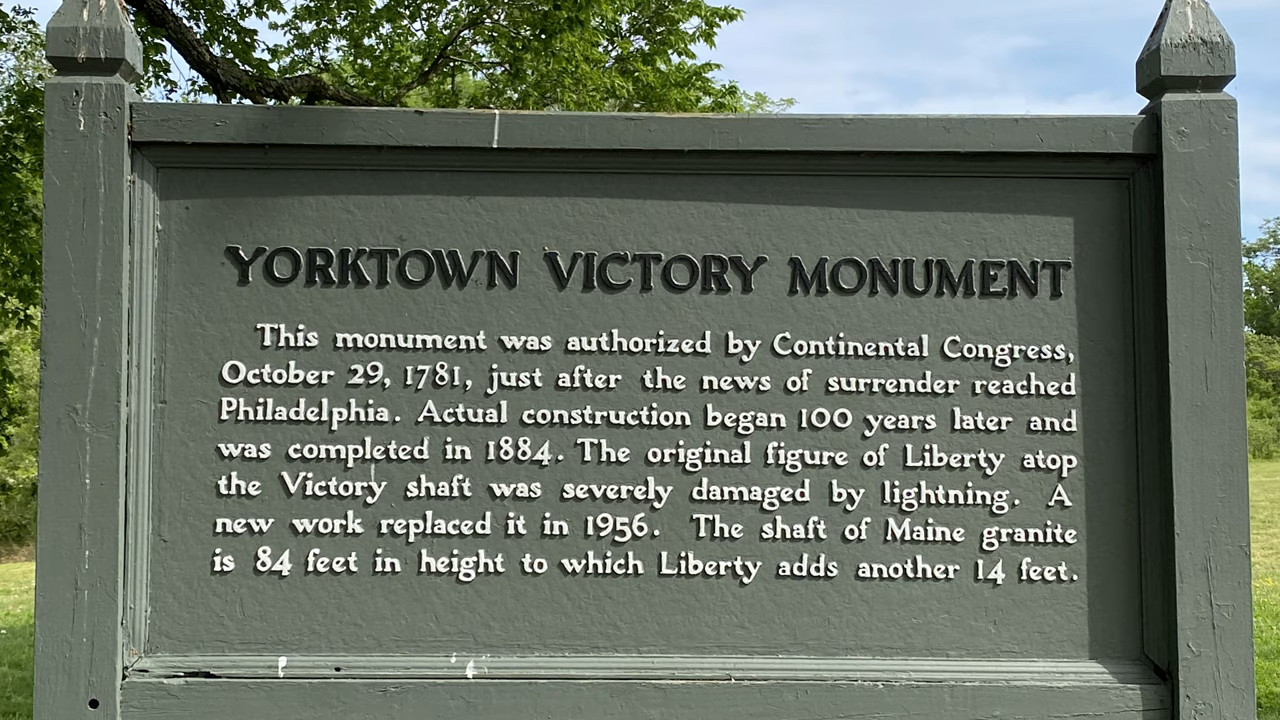 YORKTOWN VICTORY MONUMENT
This monument was authorized by Continental Congress,
October 29, 1781, just after the news of surrender reached
Philadelphia. Actual construction began 100 years later and
was completed in 1884. The original figure of Liberty atop
the Victory shaft was severely damaged by lightning. A
new work replaced it in 1956. The shaft of Maine granite
is 84 feet in height to which Liberty adds another 14 feet.